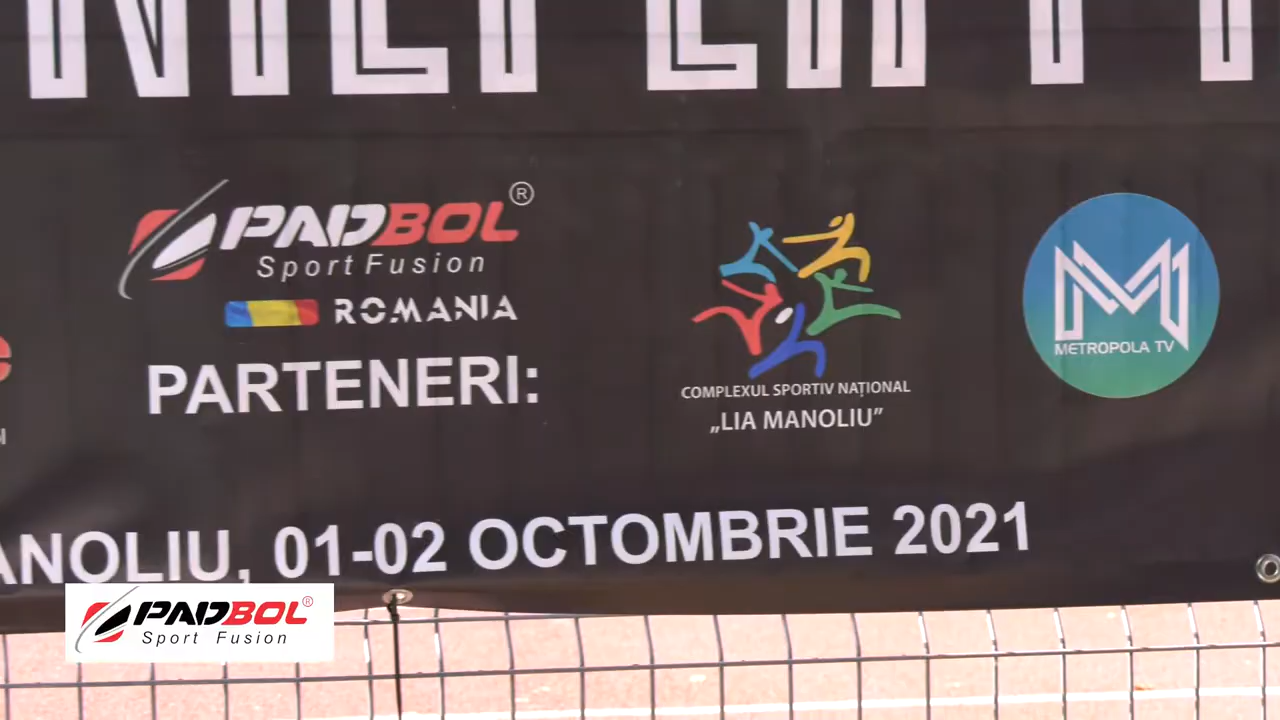 PADBOL®
Sport Fusion
ROMANIA
PARTENERI:
COMPLEXUL SPORTIV NAȚIONAL
„LIA MANOLIU”
METROPOLA TV
ANOLIU, 01-02 OCTOMBRIE 2021
PADBOL®
Sport Fusion